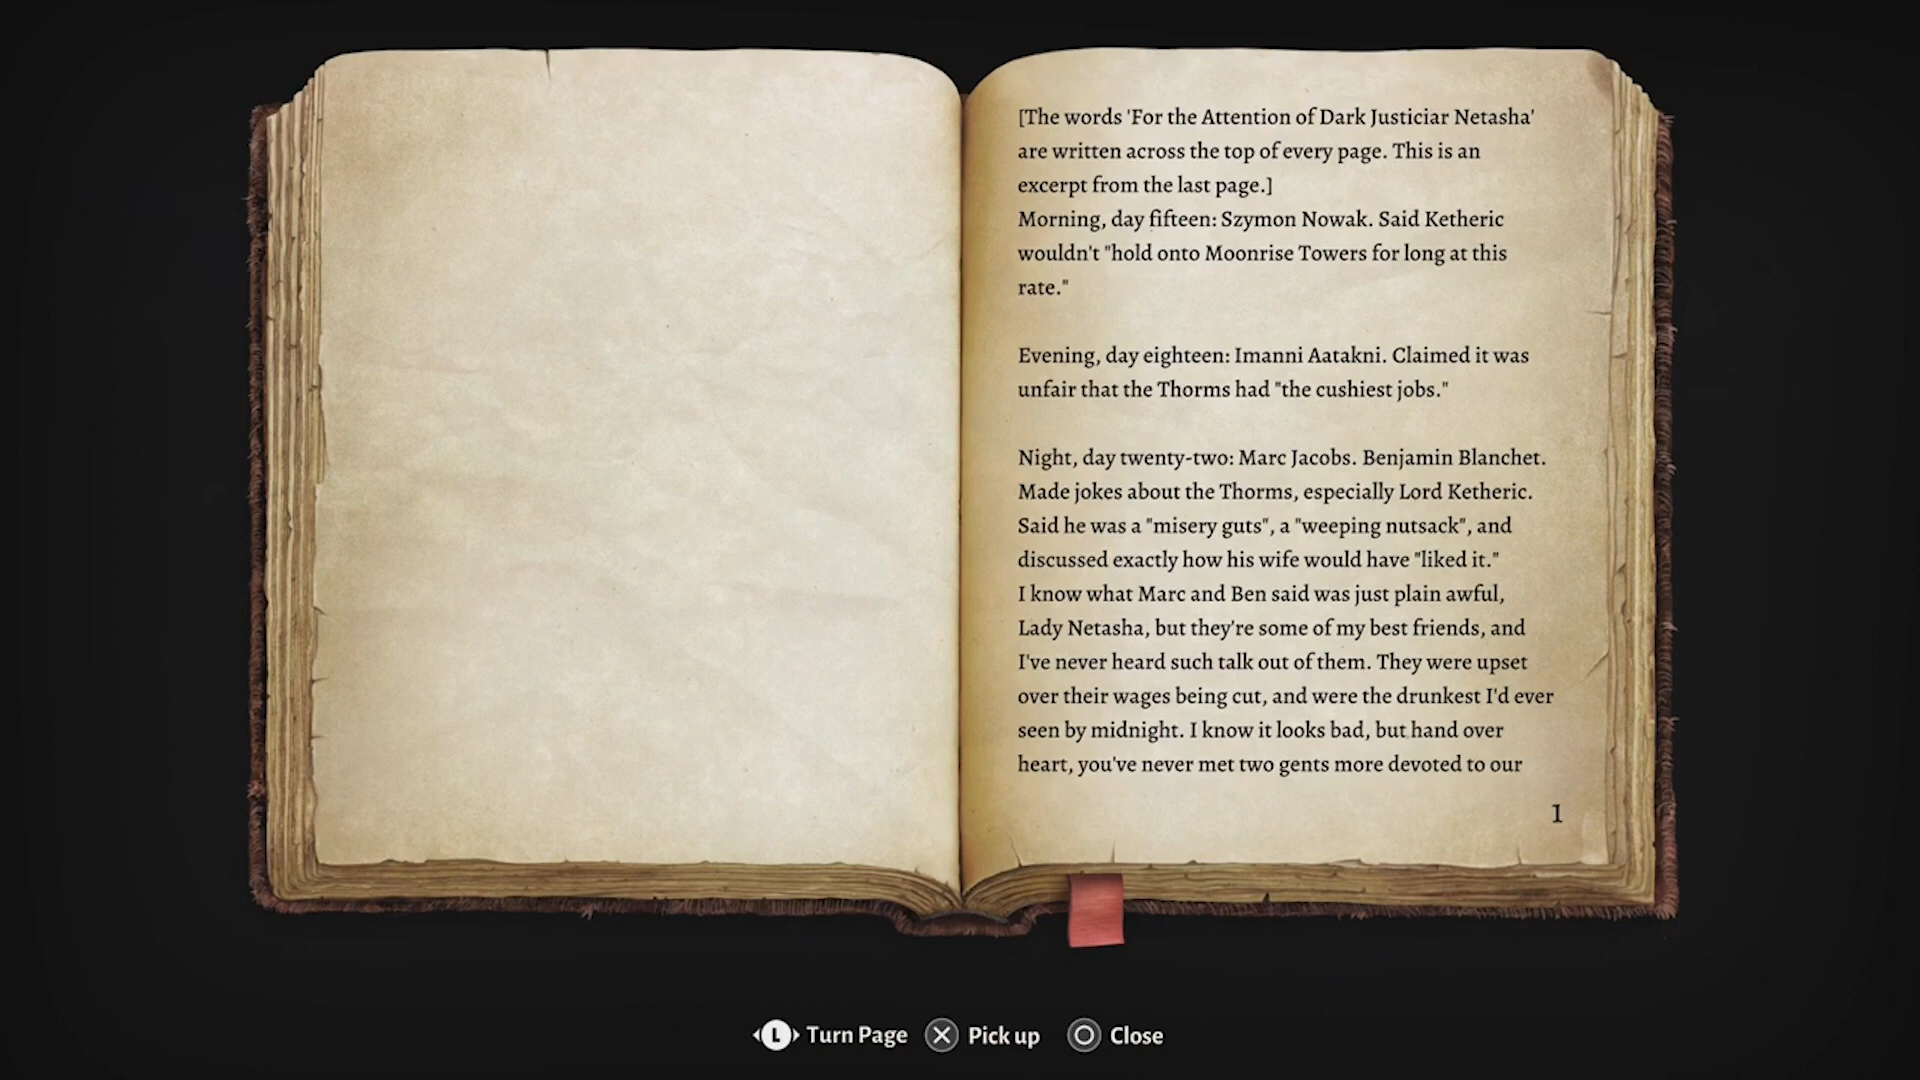 [The words 'For the Attention of Dark Justiciar Netasha'
are written across the top of every page. This is an
excerpt from the last page.]
Morning, day fifteen: Szymon Nowak. Said Ketheric
wouldn't "hold onto Moonrise Towers for long at this
rate."
Evening, day eighteen: Imanni Aatakni. Claimed it was
unfair that the Thorms had "the cushiest jobs."
Night, day twenty-two: Marc Jacobs. Benjamin Blanchet.
Made jokes about the Thorms, especially Lord Ketheric.
Said he was a "misery guts", a "weeping nutsack", and
discussed exactly how his wife would have "liked it."
I know what Marc and Ben said was just plain awful,
Lady Netasha, but they're some of my best friends, and
I've never heard such talk out of them. They were upset
over their wages being cut, and were the drunkest I'd ever
seen by midnight. I know it looks bad, but hand over
heart, you've never met two gents more devoted to our
1
L Turn Page Pick up Close